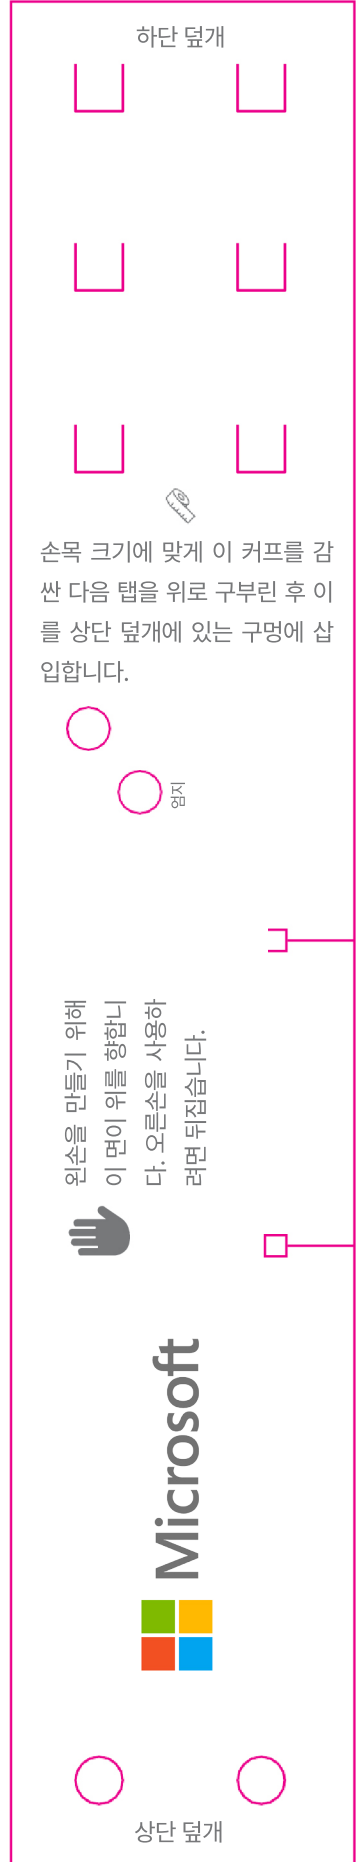 하단 덮개
손목 크기에 맞게 이 커프를 감
싼 다음 탭을 위로 구부린 후 이
를 상단 덮개에 있는 구멍에 삽
입합니다.
엄지
왼손을 만들기 위해
이 면이 위를 향합니
다. 오른손을 사용하
려면 뒤집습니다.
Microsoft
상단 덮개